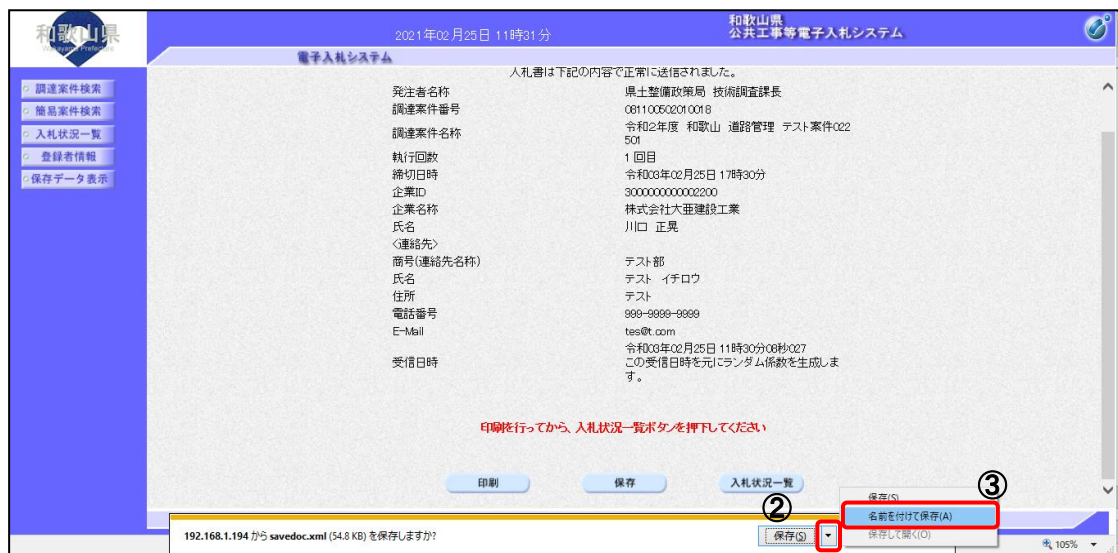 和歌山県
Wakayama Prefecture
2021年02月25日 11時31分
和歌山県
公共工事等電子入札システム
電子入札システム
調達案件検索
簡易案件検索
入札状況一覧
登録者情報
保存データ表示
入札書は下記の内容で正常に送信されました。
発注者名称 県土整備政策局 技術調査課長
調達案件番号 081100502010018
調達案件名称 令和2年度 和歌山 道路管理 テスト案件022
501
執行回数 1回目
締切日時 令和03年02月25日 17時30分
企業ID 300000000002200
企業名称 株式会社大亜建設工業
氏名 川口 正晃
〈連絡先〉
商号(連絡先名称) テスト部
氏名 テスト イチロウ
住所 テスト
電話番号 999-9999-9999
E-Mail tes@t.com
受信日時 令和03年02月25日 11時30分08秒027
この受信日時を元にランダム係数を生成しま
す。
印刷を行ってから、入札状況一覧ボタンを押下してください
印刷 保存 入札状況一覧
② ③
保存(S)
名前を付けて保存(A)
保存して開く(O)
192.168.1.194 から savedoc.xml (54.8 KB) を保存しますか?
保存(S)
105%